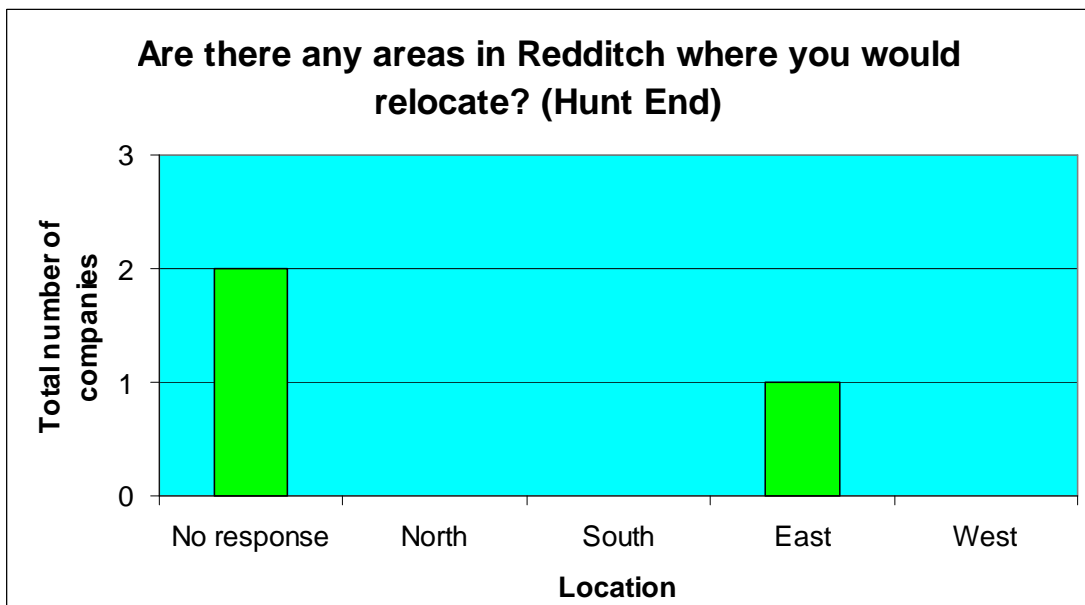 Are there any areas in Redditch where you would
relocate? (Hunt End)
Total number of
companies
3
2
1
0
No response
North
South
East
West
Location